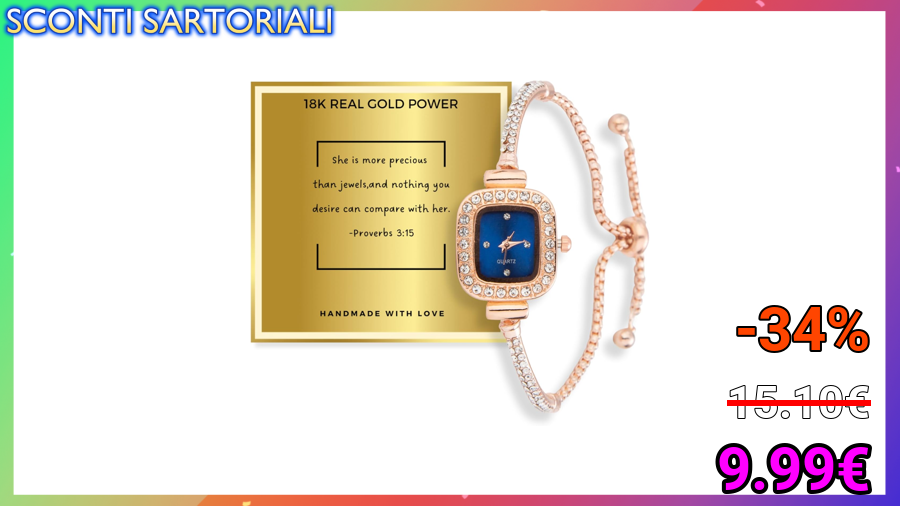 SCONTI SARTORIALI
18K REAL GOLD POWER
She is more precious
than jewels,and nothing you
desire can compare with her.
-Proverbs 3:15
HANDMADE WITH LOVE
QUARTZ
-34%
15.10€
9.99€